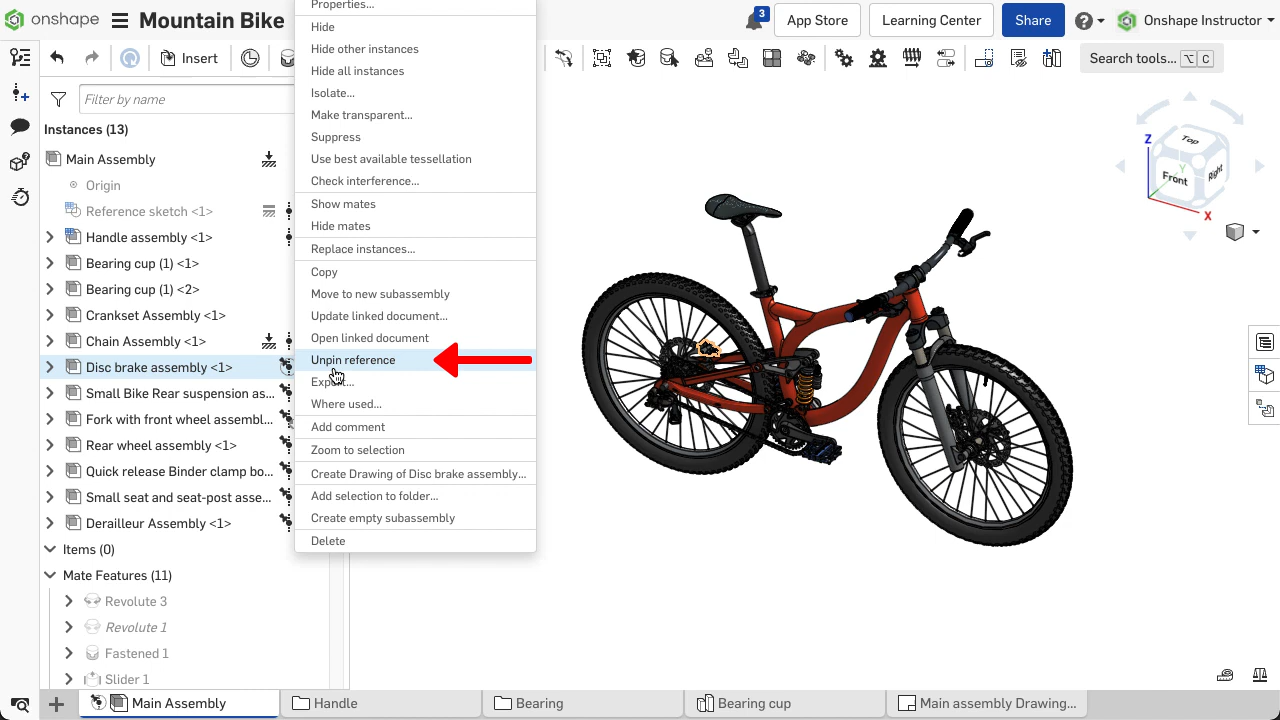 onshape Mountain Bike
3
App Store
Learning Center
Share
Onshape Instructor
Insert
Search tools... ⌥ C
Filter by name
Instances (13)
Main Assembly
Origin
Reference sketch <1>
Handle assembly <1>
Bearing cup (1) <1>
Bearing cup (1) <2>
Crankset Assembly <1>
Chain Assembly <1>
Disc brake assembly <1>
Small Bike Rear suspension as...
Fork with front wheel assembl...
Rear wheel assembly <1>
Quick release Binder clamp bo...
Small seat and seat-post asse...
Derailleur Assembly <1>
Items (0)
Mate Features (11)
Revolute 3
Revolute 1
Fastened 1
Slider 1
Properties...
Hide
Hide other instances
Hide all instances
Isolate...
Make transparent...
Suppress
Use best available tessellation
Check interference...
Show mates
Hide mates
Replace instances...
Copy
Move to new subassembly
Update linked document...
Open linked document
Unpin reference
Where used...
Add comment
Zoom to selection
Create Drawing of Disc brake assembly...
Add selection to folder...
Create empty subassembly
Delete
Z
Top
Y
Front
Right
X
Main Assembly
Handle
Bearing
Bearing cup
Main assembly Drawing...